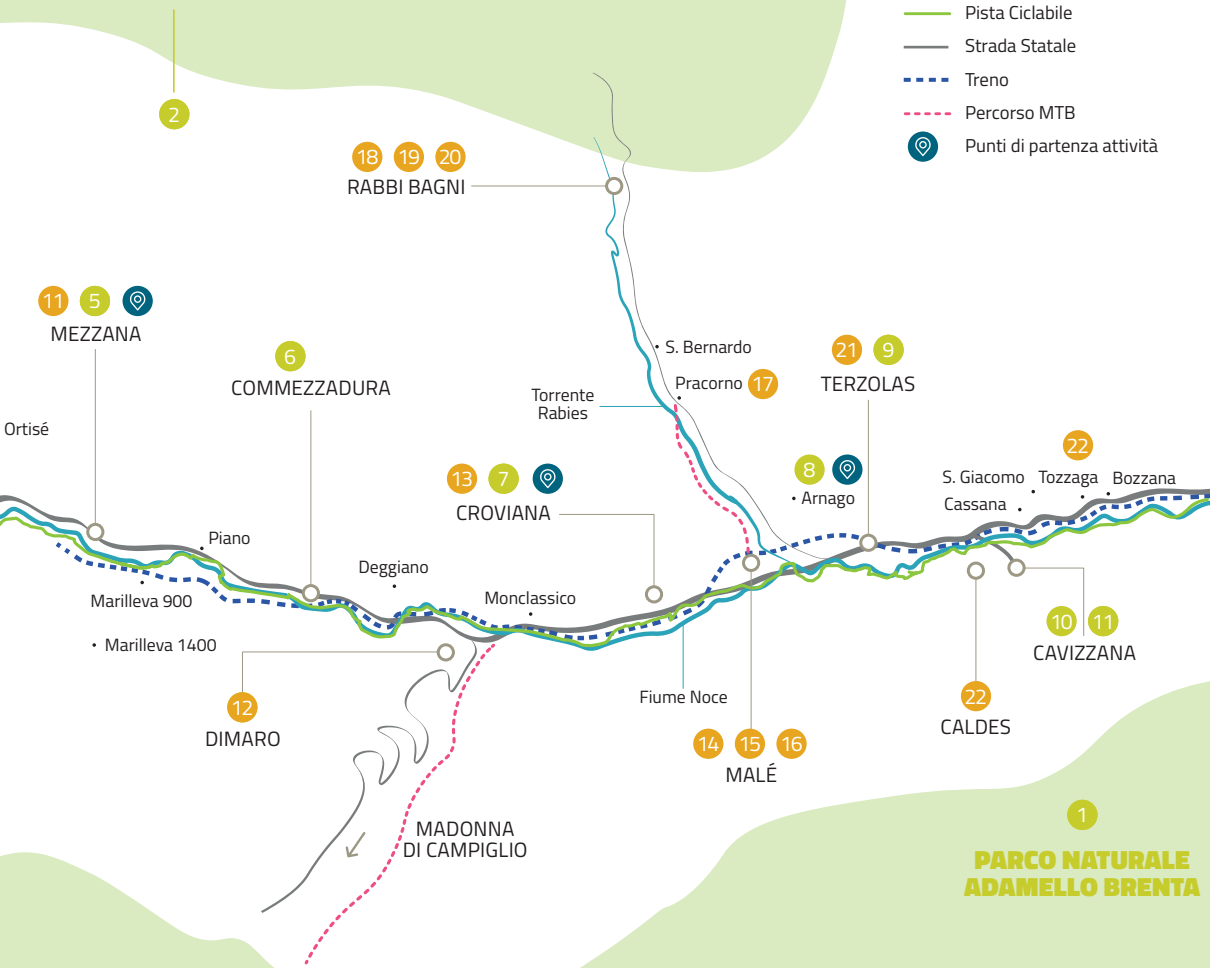 Pista Ciclabile
Strada Statale
Treno
Percorso MTB
Punti di partenza attività
2
18 19 20
RABBI BAGNI
11 5
MEZZANA
6
COMMEZZADURA
S. Bernardo
Pracorno 17
Torrente
Rabies
21 9
TERZOLAS
Ortisé
13 7
CROVIANA
8
Arnago
22
S. Giacomo Tozzaga Bozzana
Cassana
Piano
Deggiano
Marilleva 900
Monclassico
Marilleva 1400
10 11
CAVIZZANA
Fiume Noce
12
DIMARO
22
CALDES
14 15 16
MALÉ
MADONNA
DI CAMPIGLIO
1
PARCO NATURALE
ADAMELLO BRENTA